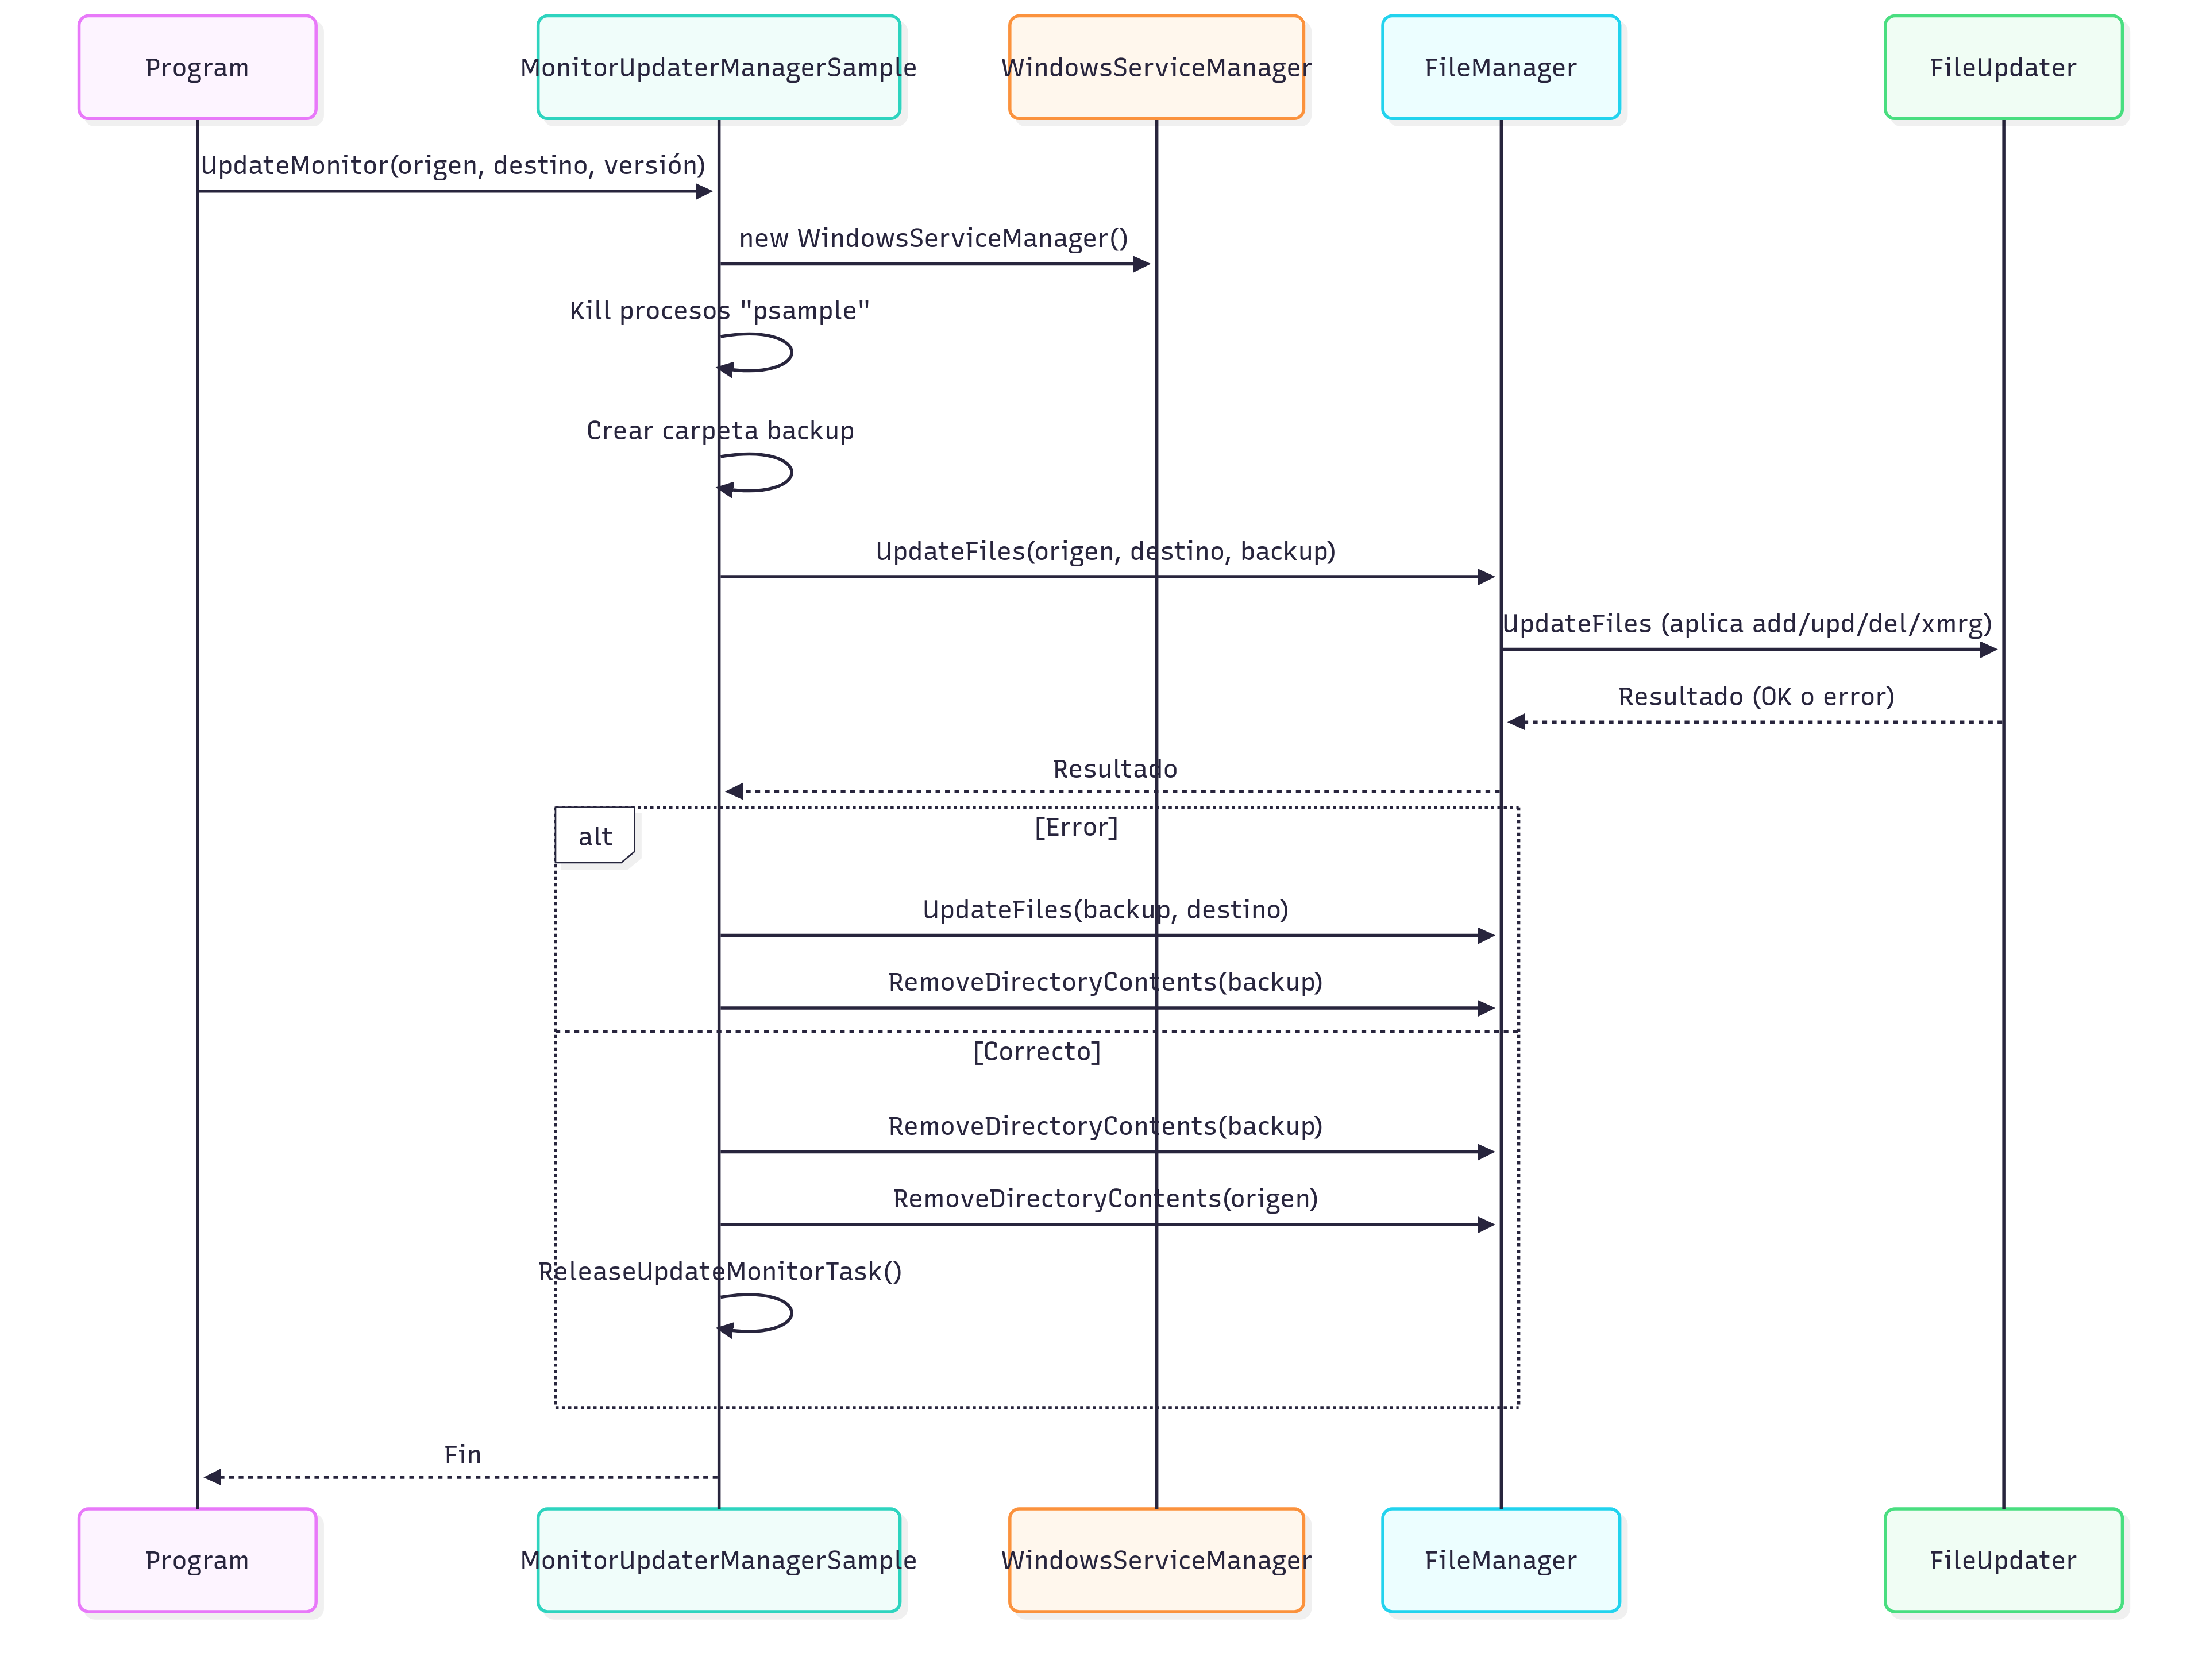 Program
MonitorUpdaterManagerSample
WindowsServiceManager
FileManager
FileUpdater
UpdateMonitor(origen, destino, versión)
new WindowsServiceManager()
Kill procesos "psample"
Crear carpeta backup
UpdateFiles(origen, destino, backup)
UpdateFiles (aplica add/upd/del/xmrg)
Resultado (OK o error)
Resultado
alt
[Error]
UpdateFiles(backup, destino)
RemoveDirectoryContents(backup)
[Correcto]
RemoveDirectoryContents(backup)
RemoveDirectoryContents(origen)
ReleaseUpdateMonitorTask()
Fin
Program
MonitorUpdaterManagerSample
WindowsServiceManager
FileManager
FileUpdater